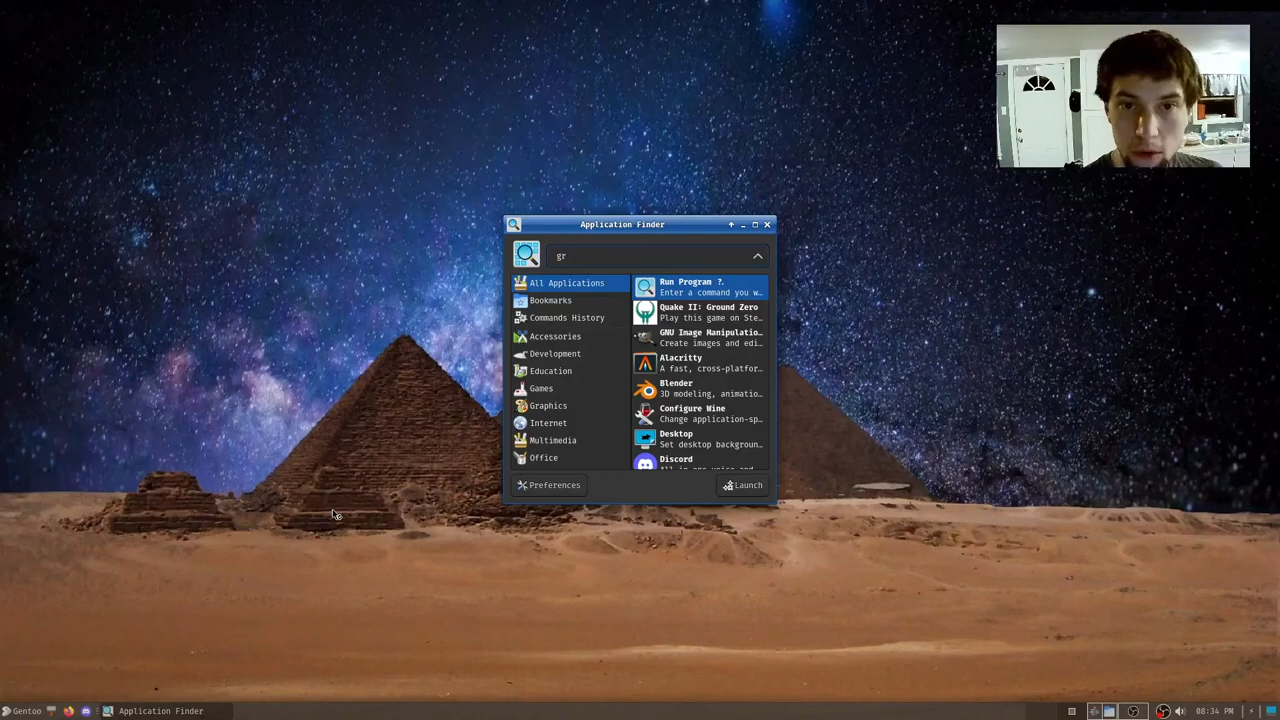 Application Finder
gr
All Applications
Bookmarks
Commands History
Accessories
Development
Education
Games
Graphics
Internet
Multimedia
Office
Run Program ?.
Enter a command you w…
Quake II: Ground Zero
Play this game on Ste…
GNU Image Manipulatio…
Create images and edi…
Alacritty
A fast, cross-platfor…
Blender
3D modeling, animatio…
Configure Wine
Change application-sp…
Desktop
Set desktop backgroun…
Discord
Preferences
Launch
Gentoo
Application Finder
08:34 PM